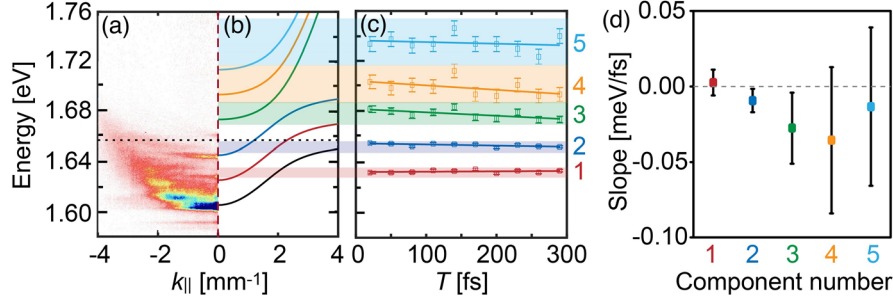 (a) (b) (c) (d)
Energy [eV]
1.76
1.72
1.68
1.64
1.60
-4 -2 0 2 4
k|| [mm-1]
0 100 200 300
T [fs]
5
4
3
2
1
Slope [meV/fs]
0.05
0.00
-0.05
-0.10
1 2 3 4 5
Component number